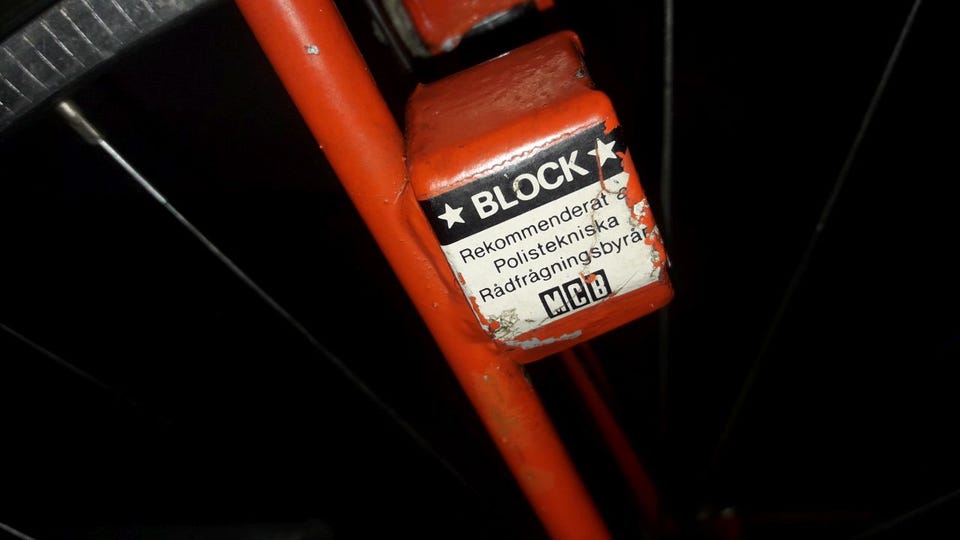 ★ BLOCK ★
Rekommenderat
Polistekniska
Rådfrågningsbyrån
MCB